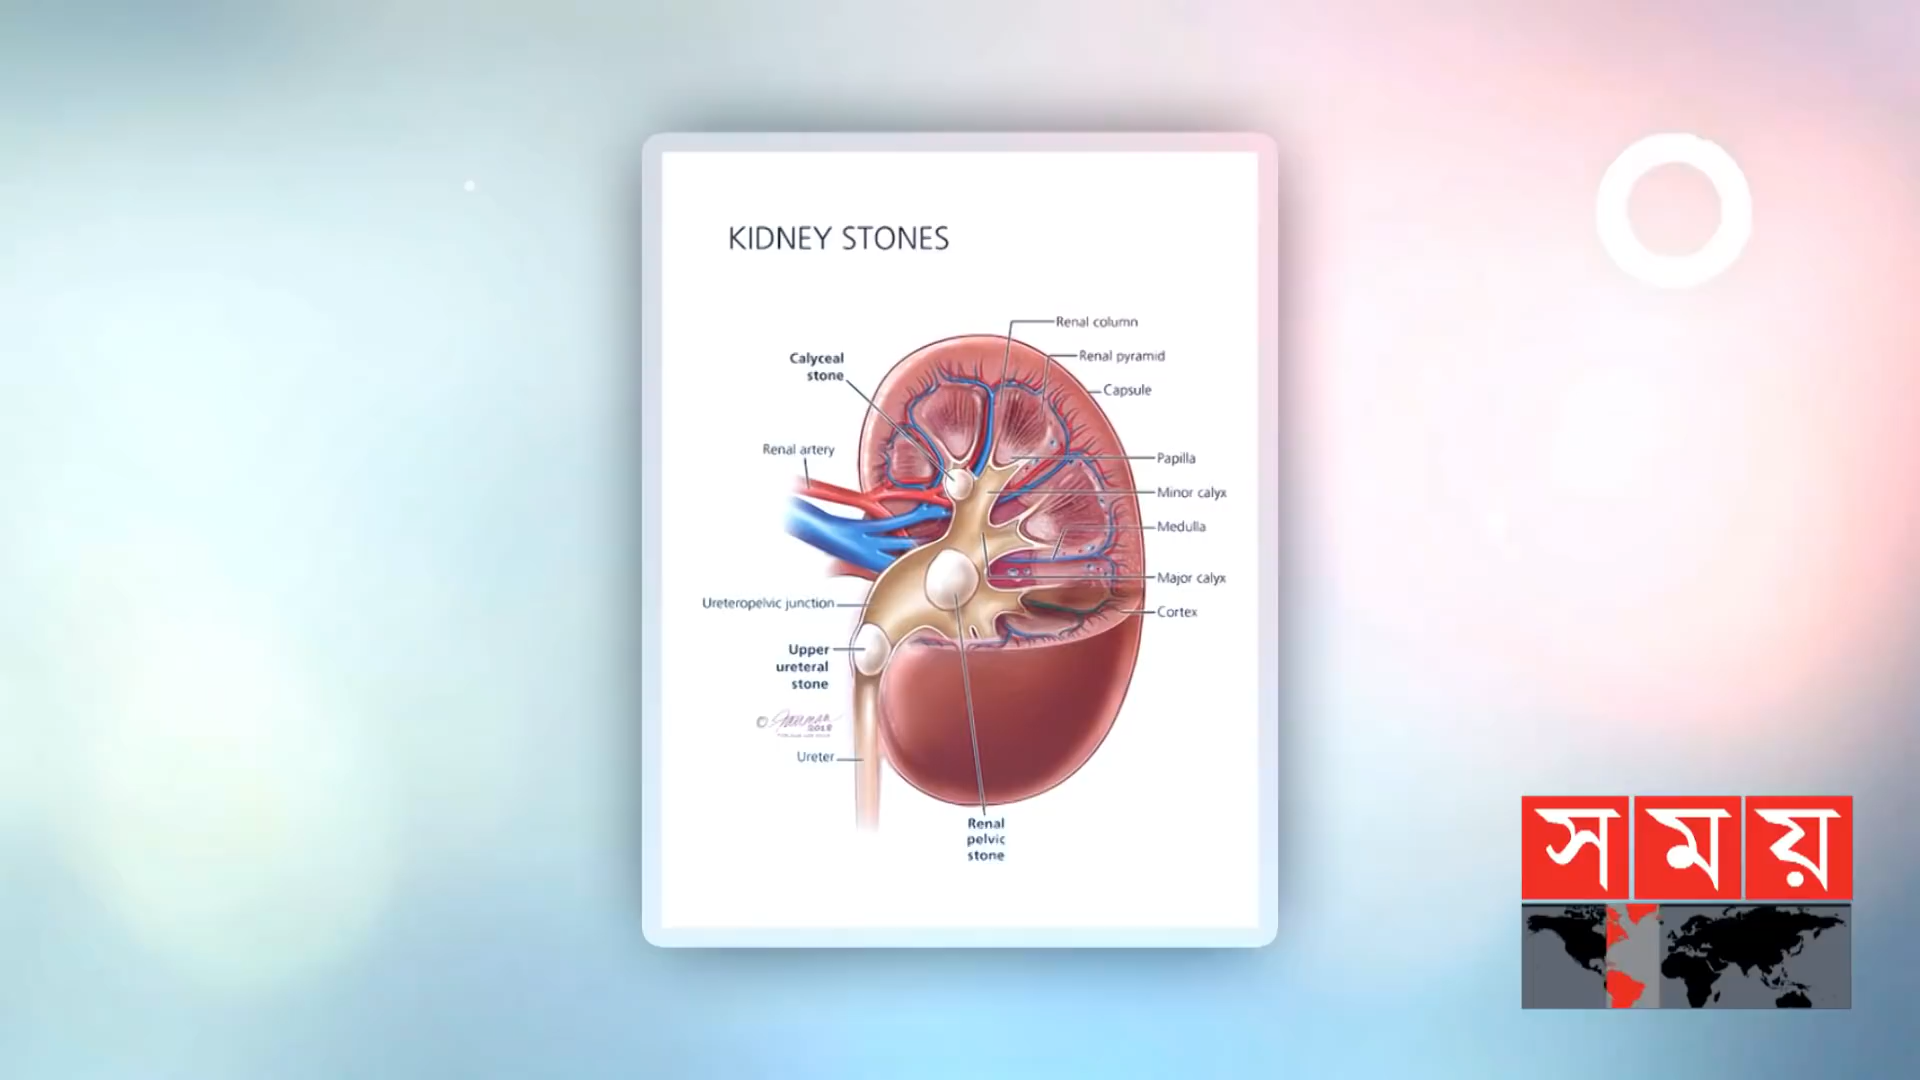 KIDNEY STONES
Renal column
Calyceal
stone
Renal pyramid
Capsule
Renal artery
Papilla
Minor calyx
Medulla
Major calyx
Ureteropelvic junction
Cortex
Upper
ureteral
stone
©
2018
Ureter
Renal
pelvic
stone
সময়